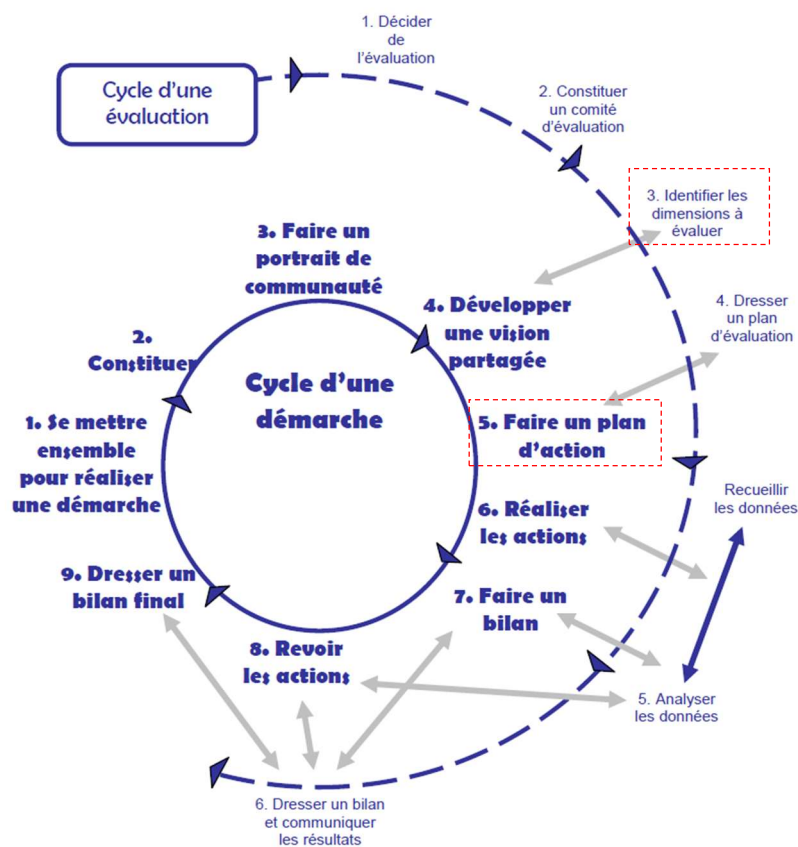 Cycle d'une
évaluation
1. Décider
de
l'évaluation
2. Constituer
un comité
d'évaluation
3. Identifier les
dimensions à
évaluer
4. Dresser
un plan
d'évaluation
Recueillir
les données
5. Analyser
les données
6. Dresser un bilan
et communiquer
les résultats
Cycle d'une
démarche
1. Se mettre
ensemble
pour réaliser
une démarche
2.
Constituer
3. Faire un
portrait de
communauté
4. Développer
une vision
partagée
5. Faire un plan
d'action
6. Réaliser
les actions
7. Faire un
bilan
8. Revoir
les actions
9. Dresser un
bilan final